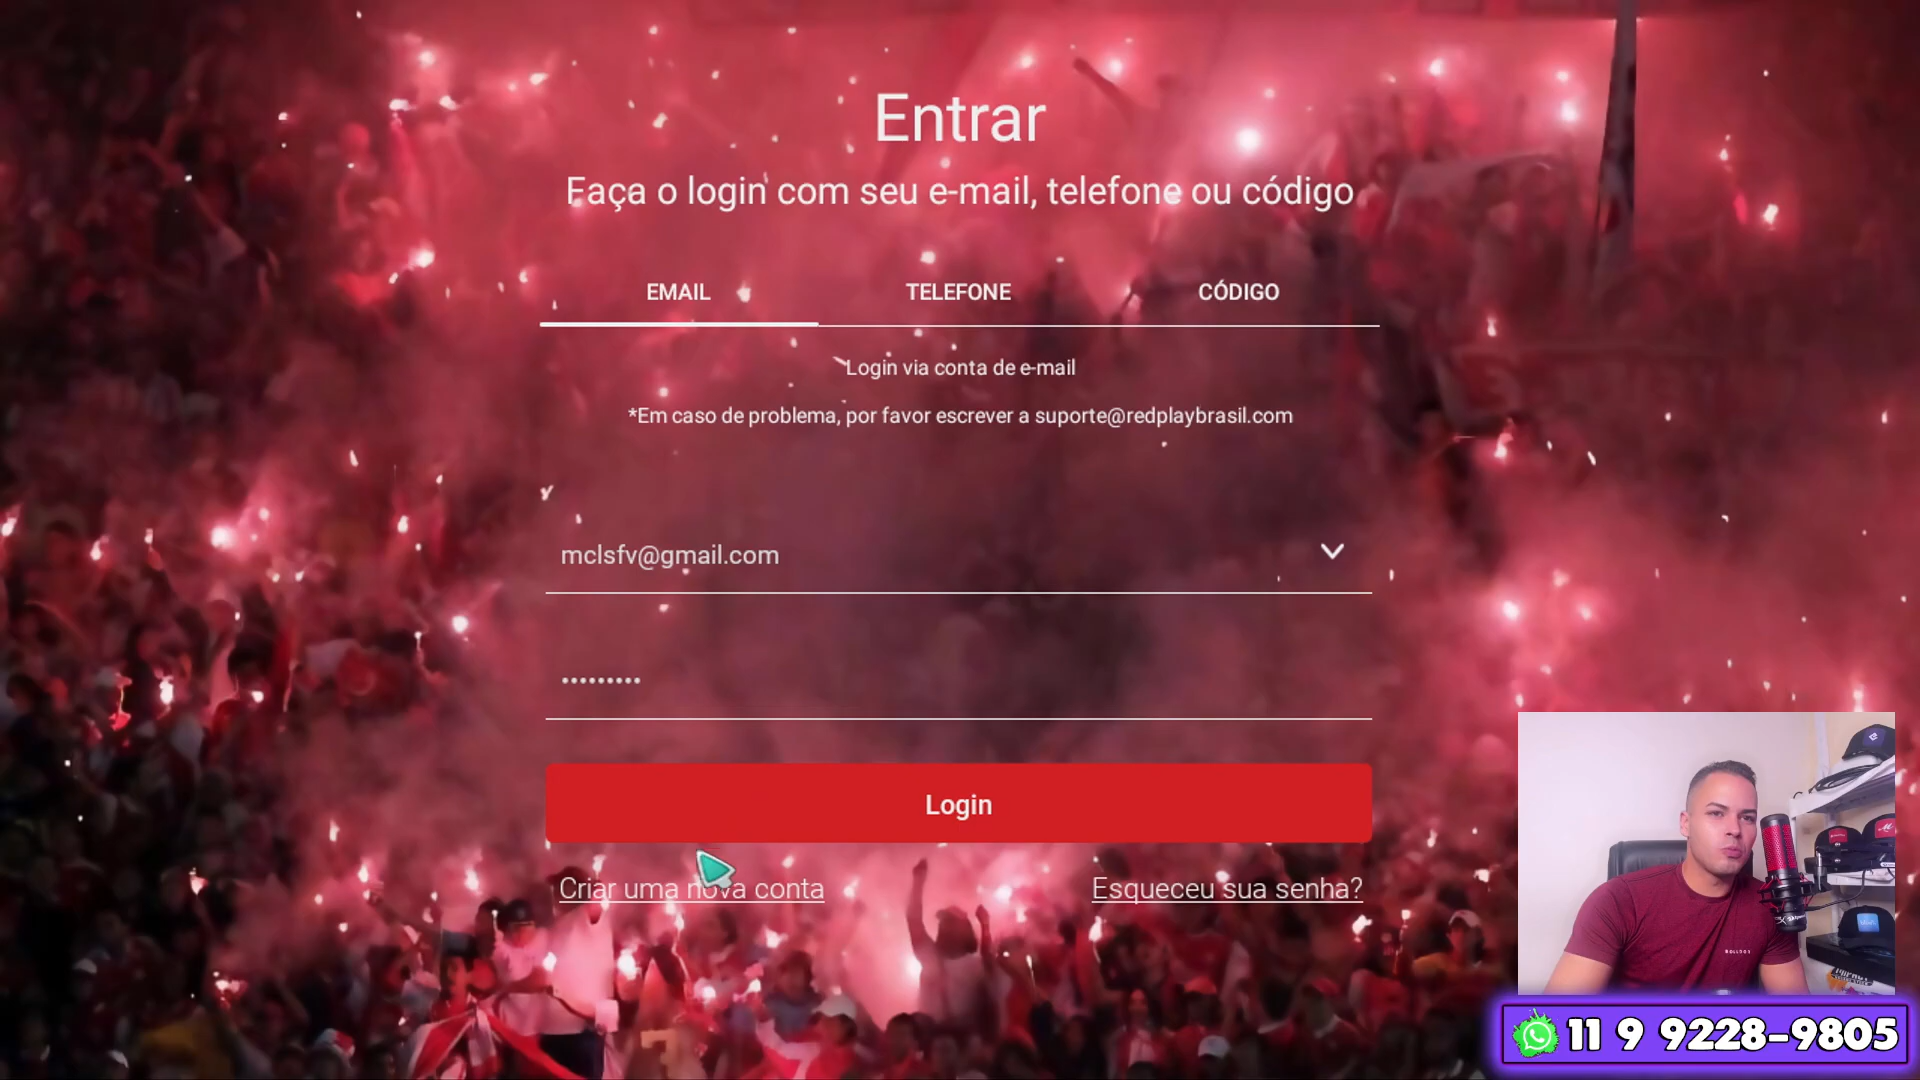 Entrar
Faça o login com seu e-mail, telefone ou código
EMAIL
TELEFONE
CÓDIGO
Login via conta de e-mail
*Em caso de problema, por favor escrever a suporte@redplaybrasil.com
mclsfv@gmail.com
•••••••••
Login
Criar uma nova conta
Esqueceu sua senha?
11 9 9228-9805